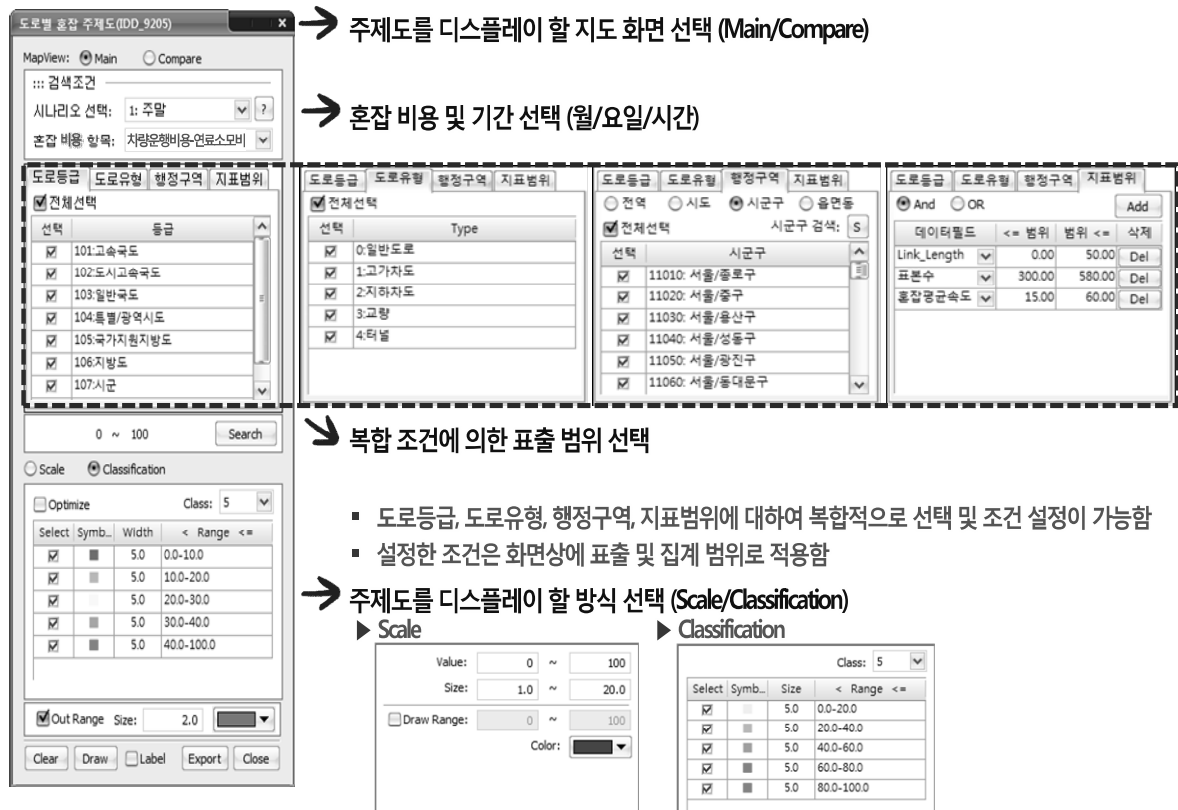 도로별 혼잡 주제도(IDD_9205) x
MapView: Main Compare
::: 검색조건
시나리오 선택: 1: 주말 ?
혼잡 비용 항목: 차량운행비용-연료소모비
→ 주제도를 디스플레이 할 지도 화면 선택 (Main/Compare)
→ 혼잡 비용 및 기간 선택 (월/요일/시간)
도로등급 도로유형 행정구역 지표범위
전체선택
선택 등급
101:고속국도
102:도시고속국도
103:일반국도
104:특별/광역시도
105:국가지원지방도
106:지방도
107:시군
도로등급 도로유형 행정구역 지표범위
전체선택
선택 Type
0:일반도로
1:고가차도
2:지하차도
3:교량
4:터널
도로등급 도로유형 행정구역 지표범위
전역 시도 시군구 읍면동
전체선택 시군구 검색: S
선택 시군구
11010: 서울/종로구
11020: 서울/중구
11030: 서울/용산구
11040: 서울/성동구
11050: 서울/광진구
11060: 서울/동대문구
도로등급 도로유형 행정구역 지표범위
And OR Add
데이터필드 <= 범위 범위 <= 삭제
Link_Length 0.00 50.00 Del
표본수 300.00 580.00 Del
혼잡평균속도 15.00 60.00 Del
0 ~ 100 Search
Scale Classification
Optimize Class: 5
Select Symb... Width < Range <=
5.0 0.0-10.0
5.0 10.0-20.0
5.0 20.0-30.0
5.0 30.0-40.0
5.0 40.0-100.0
Out Range Size: 2.0
Clear Draw Label Export Close
→ 복합 조건에 의한 표출 범위 선택
▪ 도로등급, 도로유형, 행정구역, 지표범위에 대하여 복합적으로 선택 및 조건 설정이 가능함
▪ 설정한 조건은 화면상에 표출 및 집계 범위로 적용함
→ 주제도를 디스플레이 할 방식 선택 (Scale/Classification)
▶ Scale
Value: 0 ~ 100
Size: 1.0 ~ 20.0
Draw Range: 0 ~ 100
Color:
▶ Classification
Class: 5
Select Symb... Size < Range <=
5.0 0.0-20.0
5.0 20.0-40.0
5.0 40.0-60.0
5.0 60.0-80.0
5.0 80.0-100.0